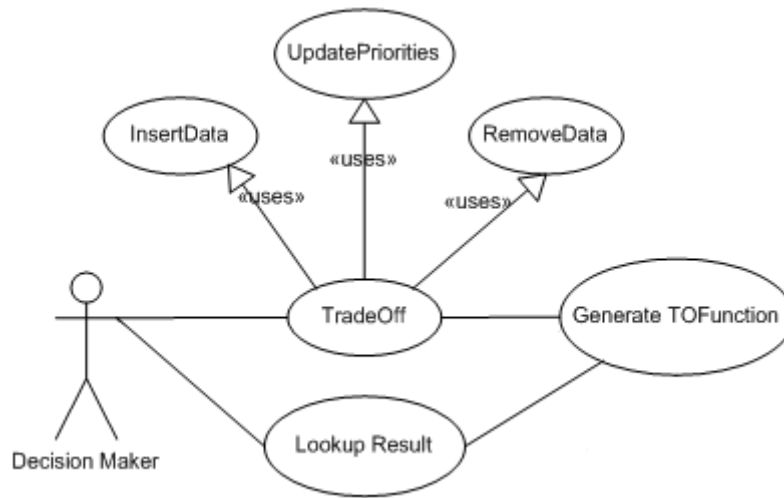 UpdatePriorities
InsertData
RemoveData
«uses»
«uses»
«uses»
TradeOff
Generate TOFunction
Lookup Result
Decision Maker